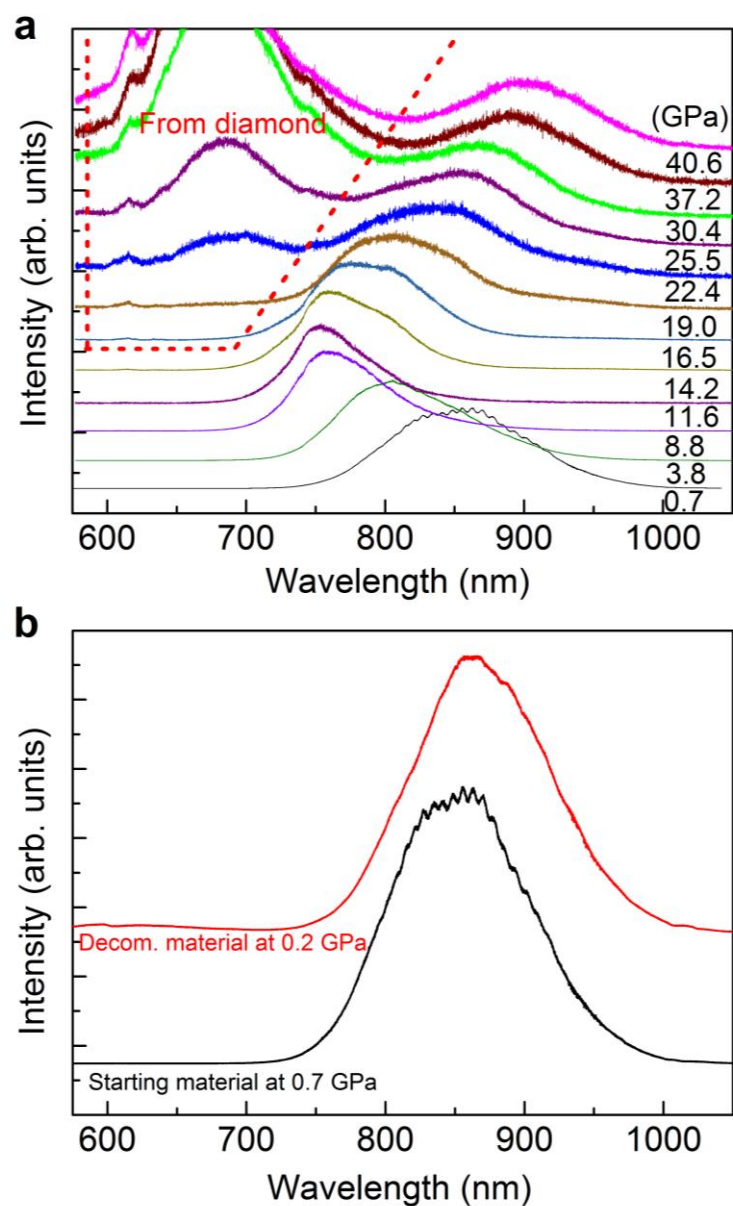 a
From diamond
(GPa)
40.6
37.2
30.4
25.5
22.4
19.0
16.5
14.2
11.6
8.8
3.8
0.7
Intensity (arb. units)
600 700 800 900 1000
Wavelength (nm)
b
Decom. material at 0.2 GPa
Starting material at 0.7 GPa
Intensity (arb. units)
600 700 800 900 1000
Wavelength (nm)